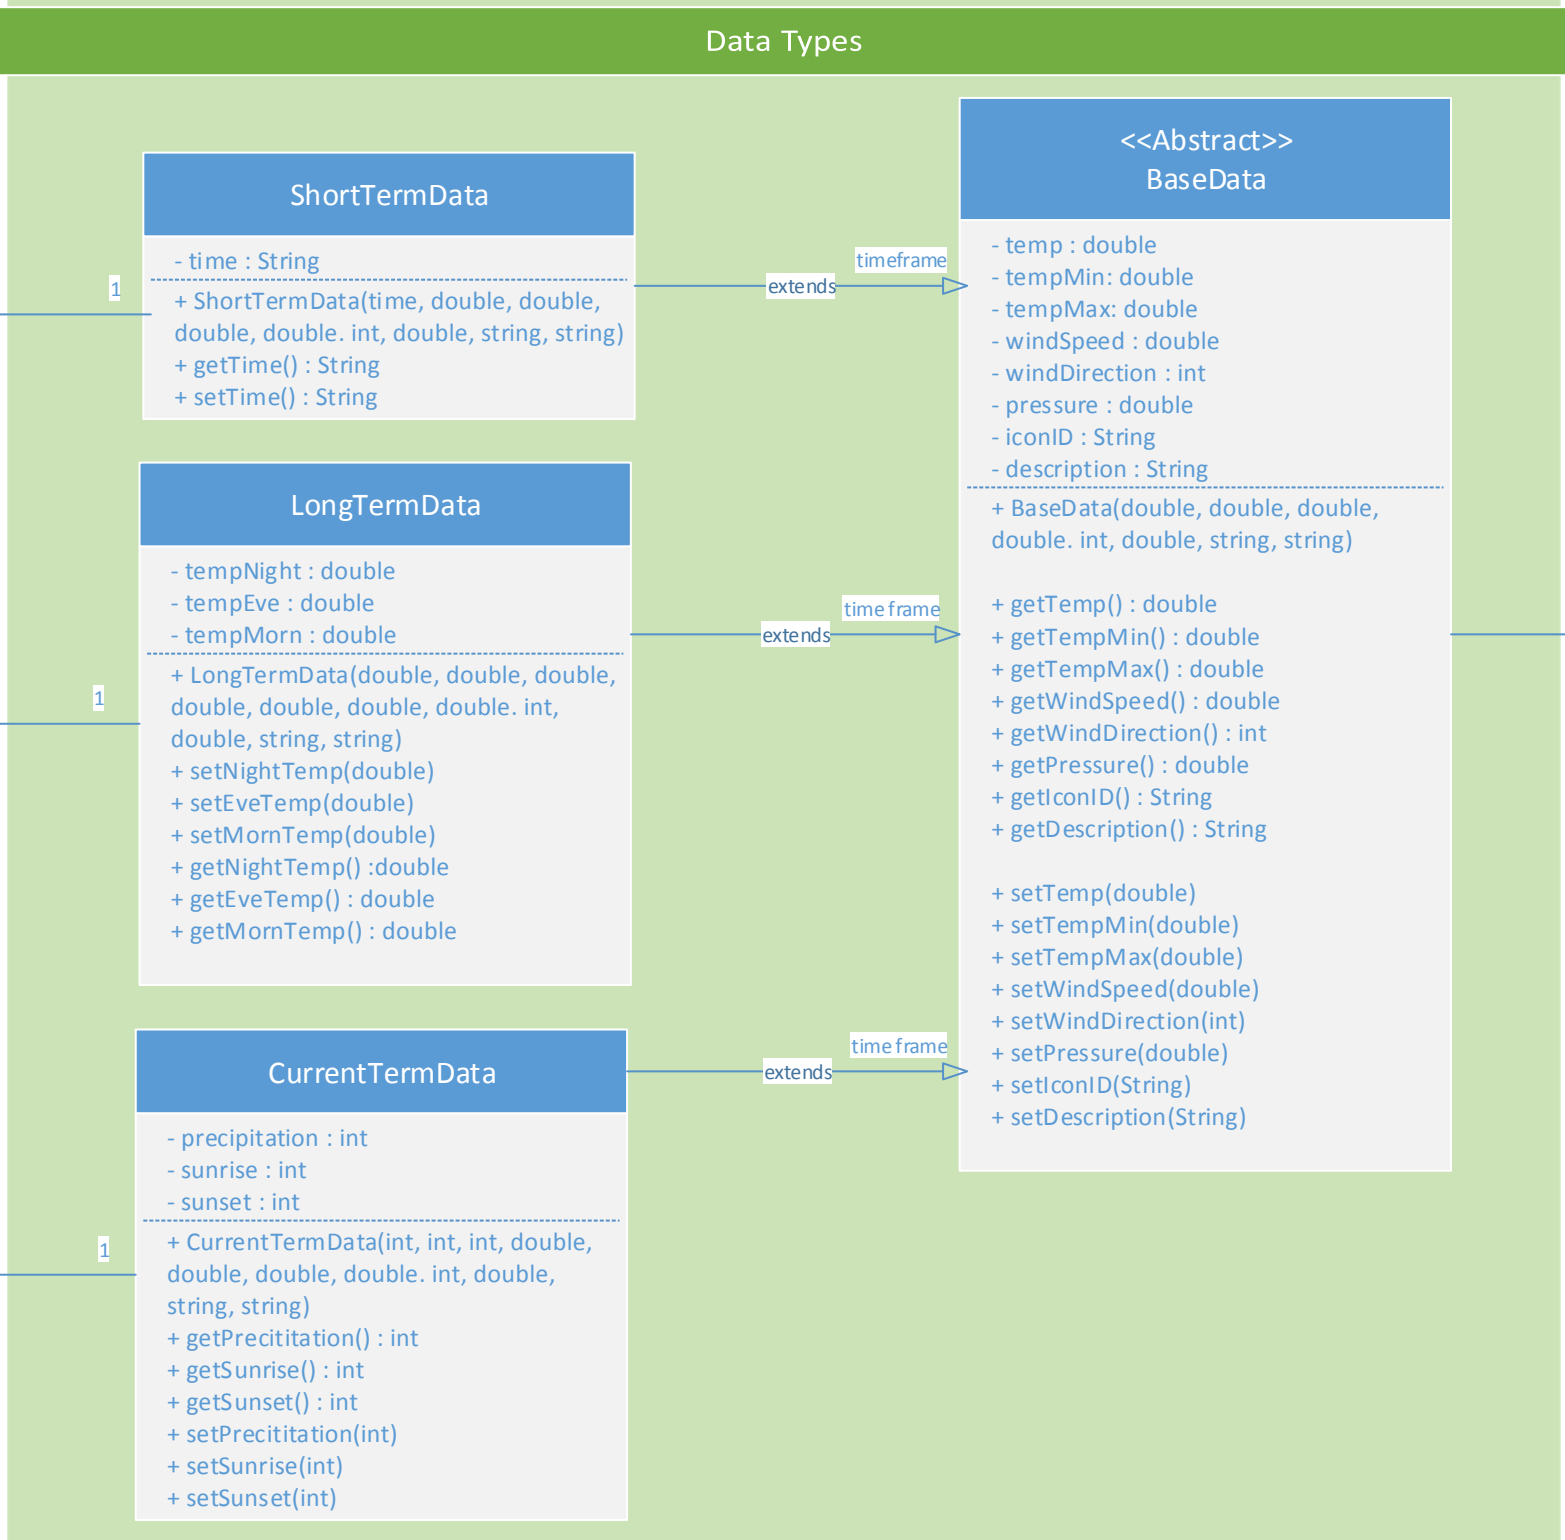 Data Types
ShortTermData
- time : String
+ ShortTermData(time, double, double,
double, double. int, double, string, string)
+ getTime() : String
+ setTime() : String
1
extends
timeframe
LongTermData
- tempNight : double
- tempEve : double
- tempMorn : double
+ LongTermData(double, double, double,
double, double, double, double. int,
double, string, string)
+ setNightTemp(double)
+ setEveTemp(double)
+ setMornTemp(double)
+ getNightTemp() :double
+ getEveTemp() : double
+ getMornTemp() : double
1
extends
time frame
CurrentTermData
- precipitation : int
- sunrise : int
- sunset : int
+ CurrentTermData(int, int, int, double,
double, double, double. int, double,
string, string)
+ getPrecititation() : int
+ getSunrise() : int
+ getSunset() : int
+ setPrecititation(int)
+ setSunrise(int)
+ setSunset(int)
1
extends
time frame
<<Abstract>>
BaseData
- temp : double
- tempMin: double
- tempMax: double
- windSpeed : double
- windDirection : int
- pressure : double
- iconID : String
- description : String
+ BaseData(double, double, double,
double. int, double, string, string)
+ getTemp() : double
+ getTempMin() : double
+ getTempMax() : double
+ getWindSpeed() : double
+ getWindDirection() : int
+ getPressure() : double
+ getIconID() : String
+ getDescription() : String
+ setTemp(double)
+ setTempMin(double)
+ setTempMax(double)
+ setWindSpeed(double)
+ setWindDirection(int)
+ setPressure(double)
+ setIconID(String)
+ setDescription(String)